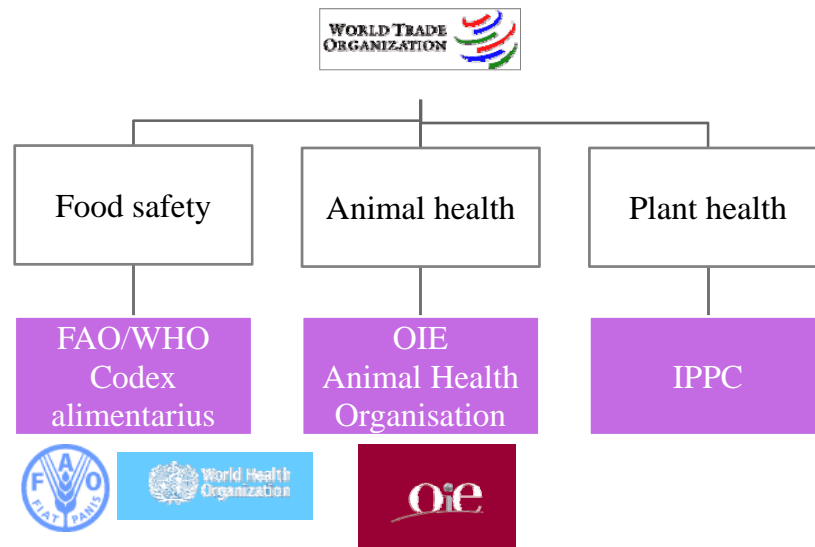 WORLD TRADE
ORGANIZATION
Food safety
Animal health
Plant health
FAO/WHO
Codex
alimentarius
OIE
Animal Health
Organisation
IPPC
F A O
FIAT PANIS
World Health
Organization
Oie